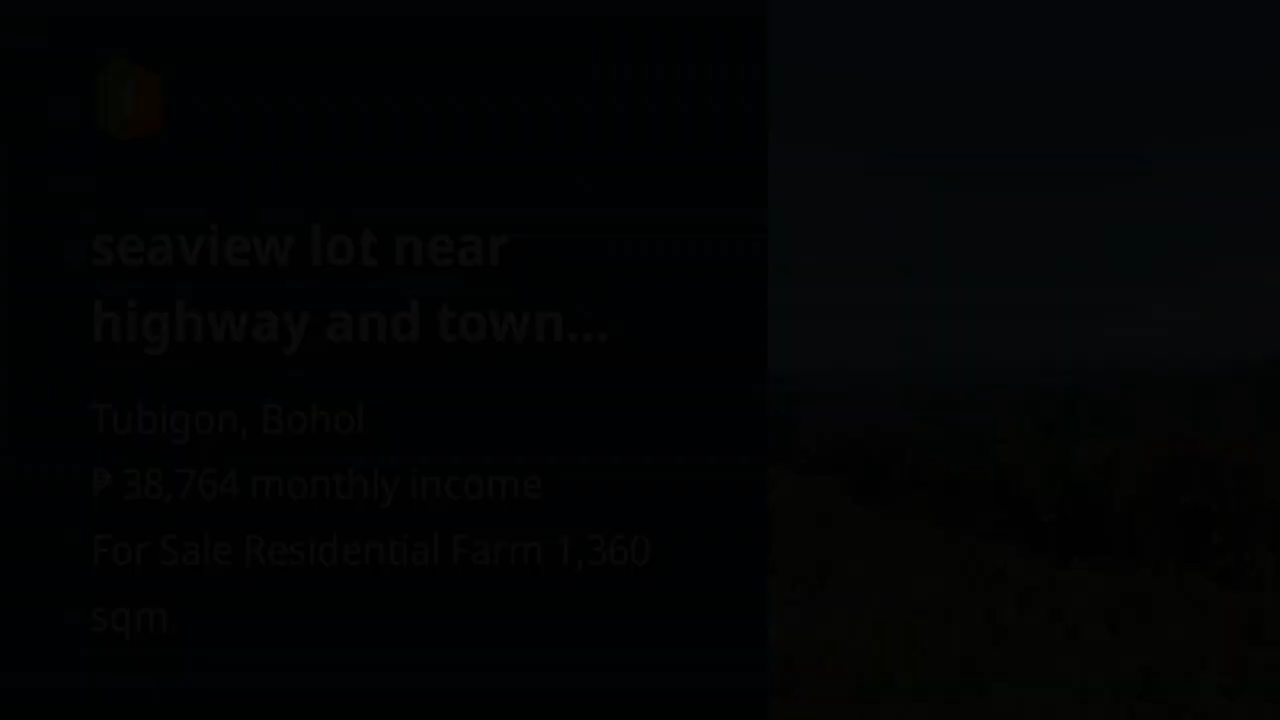 seaview lot near
highway and town...
Tubigon, Bohol
₱ 38,764 monthly income
For Sale Residential Farm 1,360
sqm